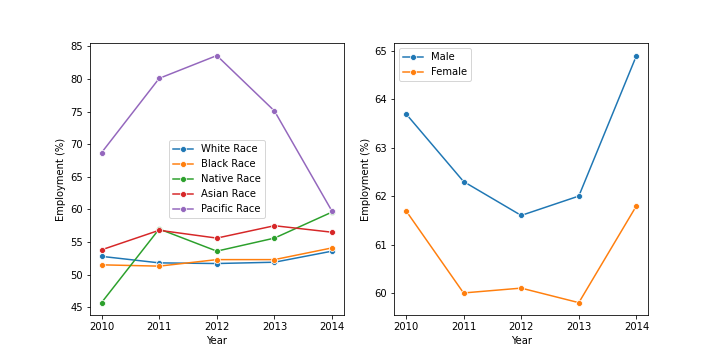 85
80
75
70
65
60
55
50
45
Employment (%)
White Race
Black Race
Native Race
Asian Race
Pacific Race
2010 2011 2012 2013 2014
Year
65
64
63
62
61
60
Employment (%)
Male
Female
2010 2011 2012 2013 2014
Year